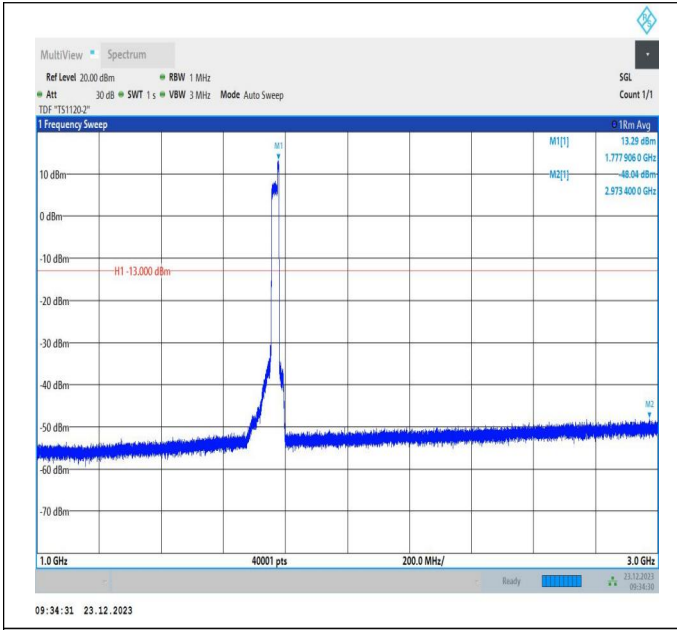 R&S
MultiView Spectrum
Ref Level 20.00 dBm RBW 1 MHz SGL
Att 30 dB SWT 1 s VBW 3 MHz Mode Auto Sweep Count 1/1
TDF "TS1120-2"
1 Frequency Sweep 1Rm Avg
M1[1] 13.29 dBm
1.777 906 0 GHz
M2[1] -48.04 dBm
2.973 400 0 GHz
M1
10 dBm
0 dBm
-10 dBm
H1 -13.000 dBm
-20 dBm
-30 dBm
-40 dBm
M2
-50 dBm
-60 dBm
-70 dBm
1.0 GHz 40001 pts 200.0 MHz/ 3.0 GHz
Ready 23.12.2023
09:34:30
09:34:31 23.12.2023